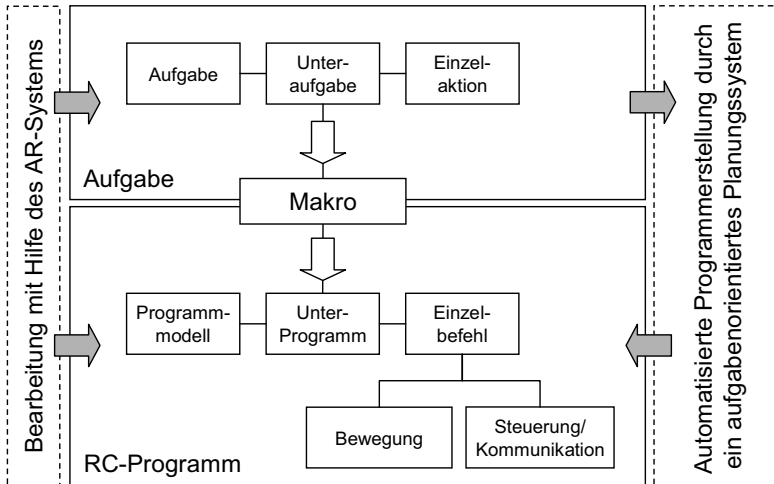 Bearbeitung mit Hilfe des AR-Systems
Aufgabe
Unter-
aufgabe
Einzel-
aktion
Aufgabe
Makro
Programm-
modell
Unter-
Programm
Einzel-
befehl
Bewegung
Steuerung/
Kommunikation
RC-Programm
Automatisierte Programmerstellung durch
ein aufgabenorientiertes Planungssystem